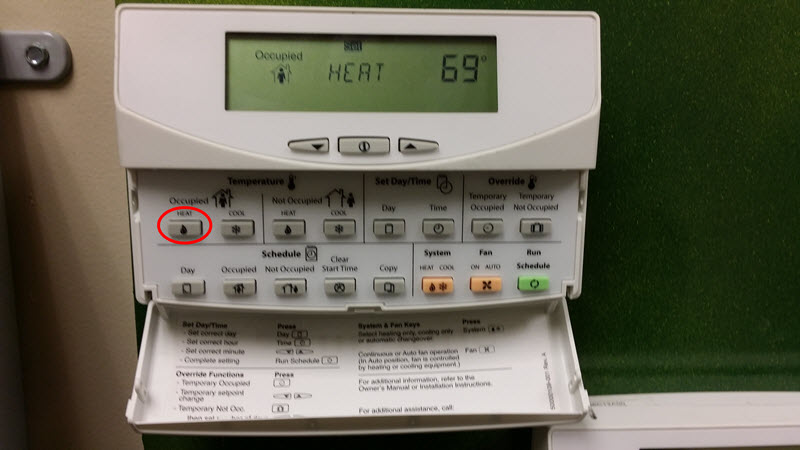 Set
Occupied
HEAT 69°
Temperature
Set Day/Time
Override
Occupied
HEAT
COOL
Not Occupied
HEAT
COOL
Day
Time
Temporary
Occupied
Temporary
Not Occupied
Schedule
Day
Occupied
Not Occupied
Clear
Start Time
Copy
System
HEAT COOL
Fan
ON AUTO
Run
Schedule
Set Day/Time Press
- Set correct day Day
- Set correct hour Time
- Set correct minute
- Complete setting Run Schedule
Override Functions Press
- Temporary Occupied
- Temporary setpoint
change
- Temporary Not Occ.
System & Fan Keys Press
Select heating only, cooling only System
or automatic changeover.
Continuous or Auto fan operation Fan
(In Auto position, fan is controlled
by heating or cooling equipment.)
For additional information, refer to the
Owner's Manual or Installation Instructions.
For additional assistance, call: